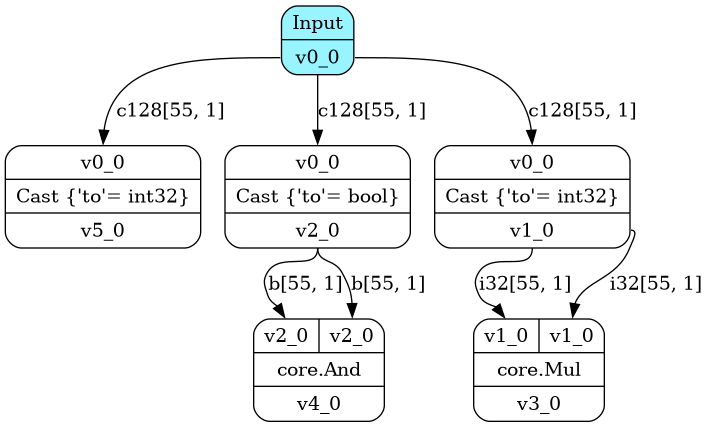 Input
v0_0
c128[55, 1]
c128[55, 1]
c128[55, 1]
v0_0
Cast {'to'= int32}
v5_0
v0_0
Cast {'to'= bool}
v2_0
v0_0
Cast {'to'= int32}
v1_0
b[55, 1]
b[55, 1]
i32[55, 1]
i32[55, 1]
v2_0
v2_0
core.And
v4_0
v1_0
v1_0
core.Mul
v3_0